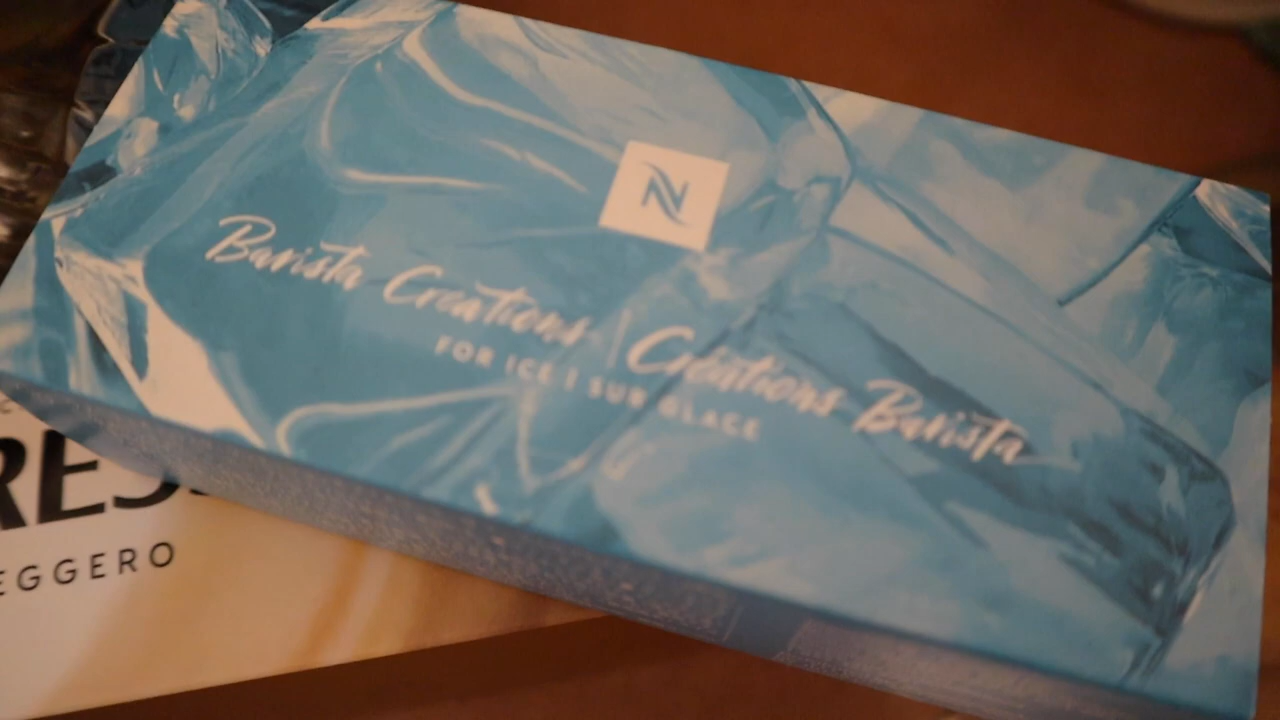 N
Barista Creations | Créations Barista
FOR ICE | SUR GLACE
RES
EGGERO